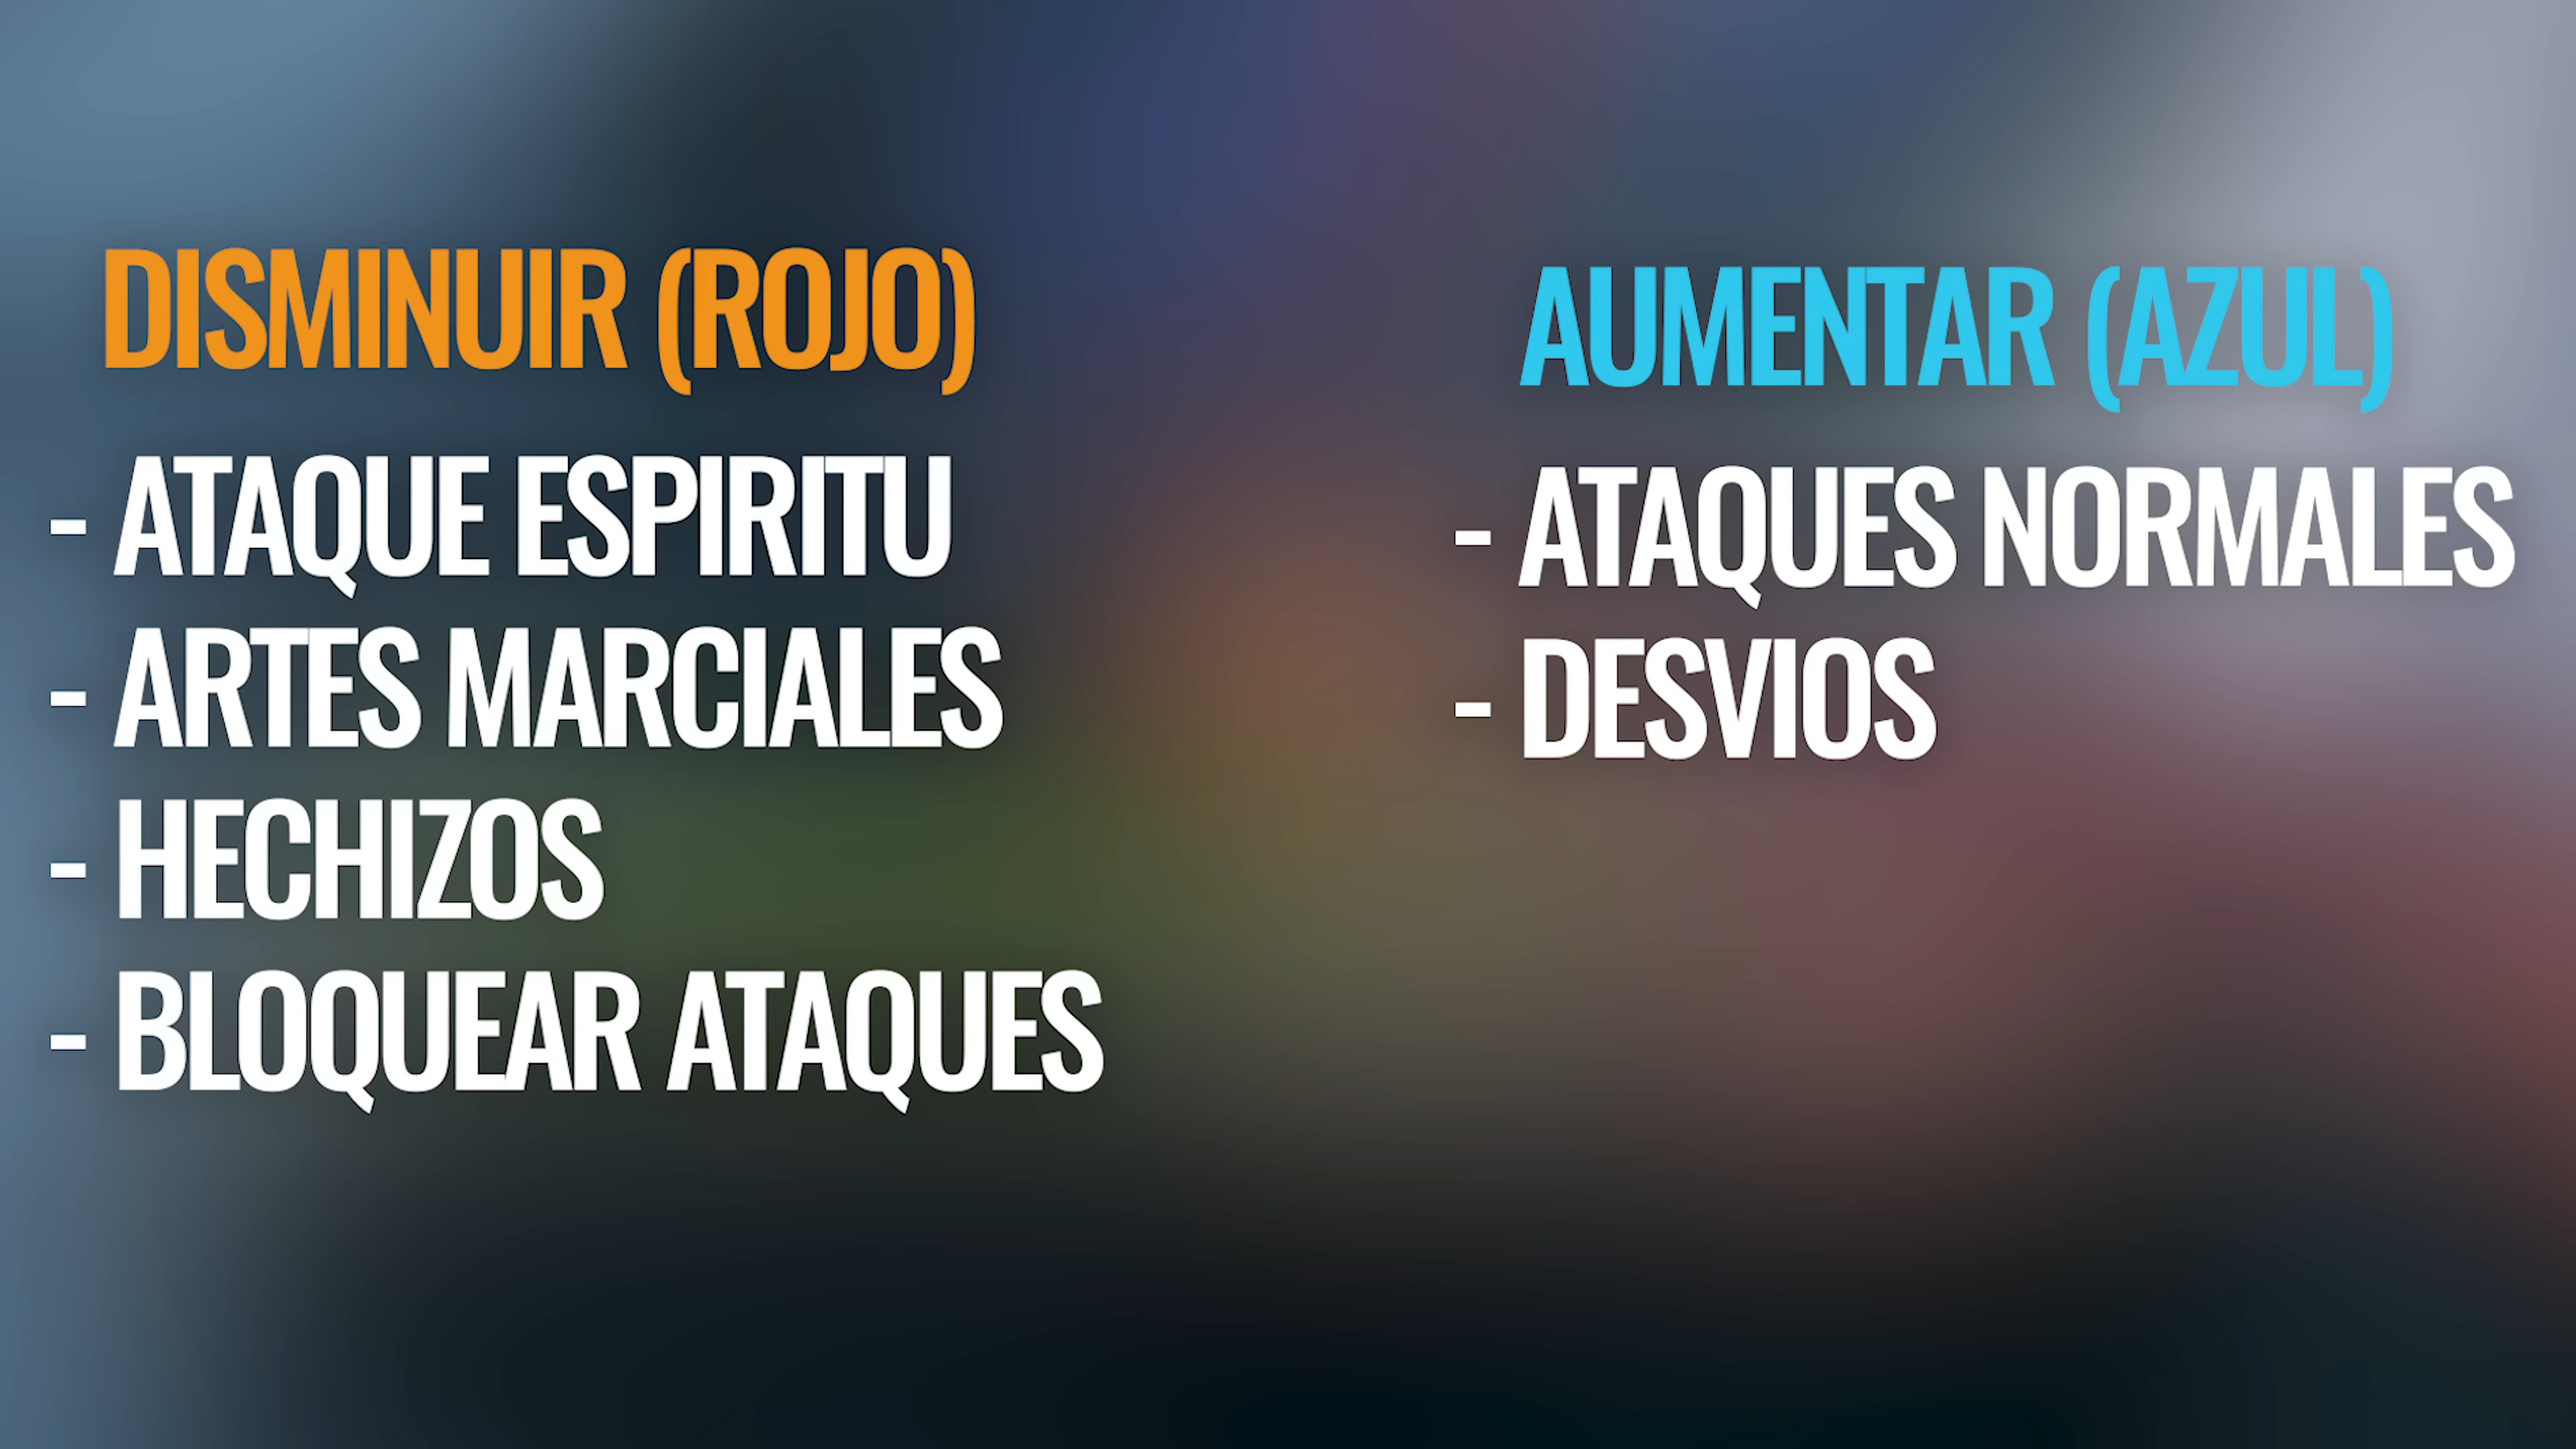 DISMINUIR (ROJO)
- ATAQUE ESPIRITU
- ARTES MARCIALES
- HECHIZOS
- BLOQUEAR ATAQUES
AUMENTAR (AZUL)
- ATAQUES NORMALES
- DESVIOS